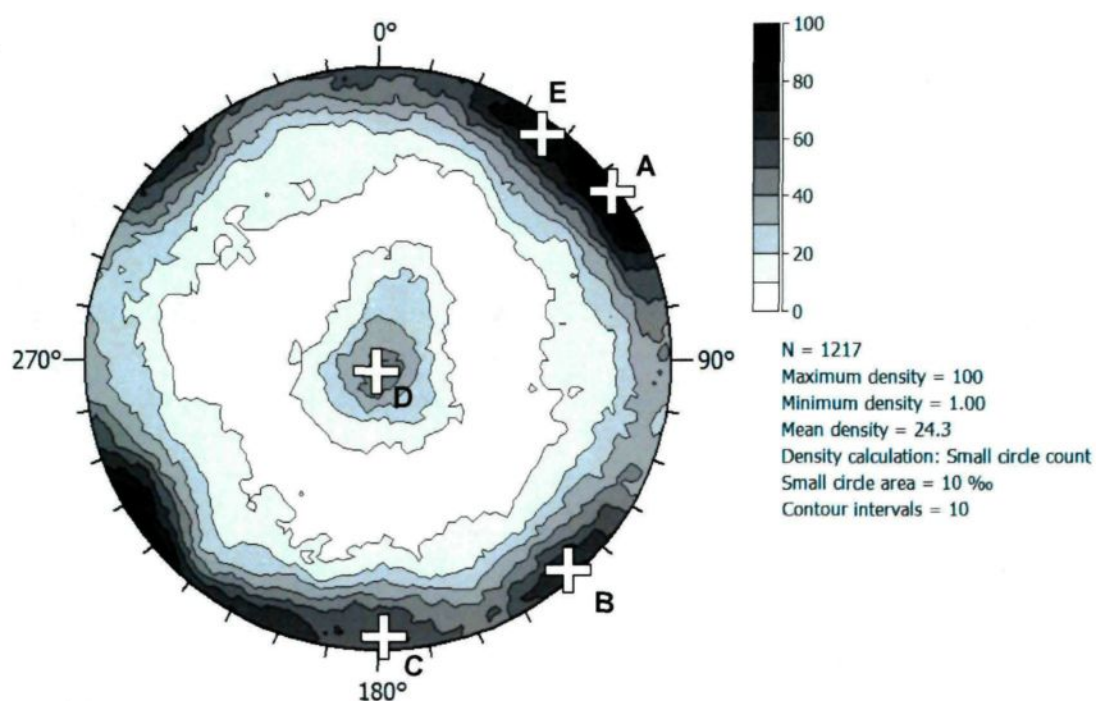 0°
E
A
270°
90°
D
B
C
180°
100
80
60
40
20
0
N = 1217
Maximum density = 100
Minimum density = 1.00
Mean density = 24.3
Density calculation: Small circle count
Small circle area = 10 ‰
Contour intervals = 10